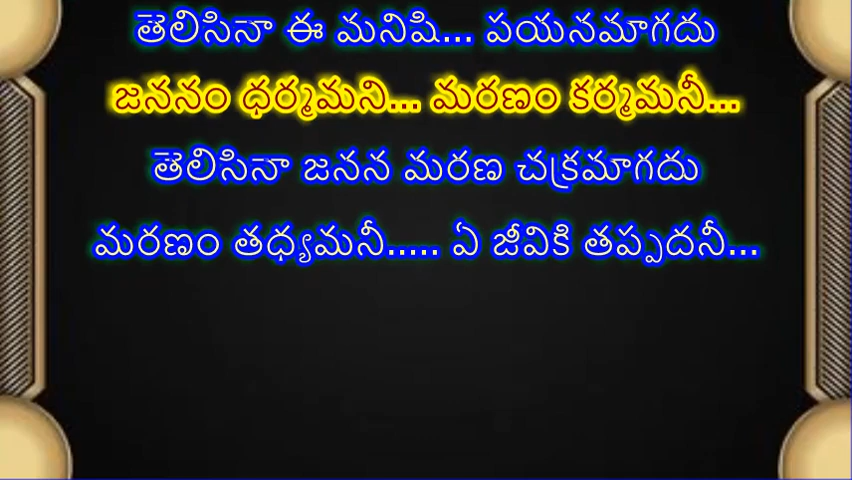 తెలిసినా ఈ మనిషి... పయనమాగదు
జననం ధర్మమని... మరణం కర్మమనీ...
తెలిసినా జనన మరణ చక్రమాగదు
మరణం తధ్యమనీ..... ఏ జీవికి తప్పదనీ...